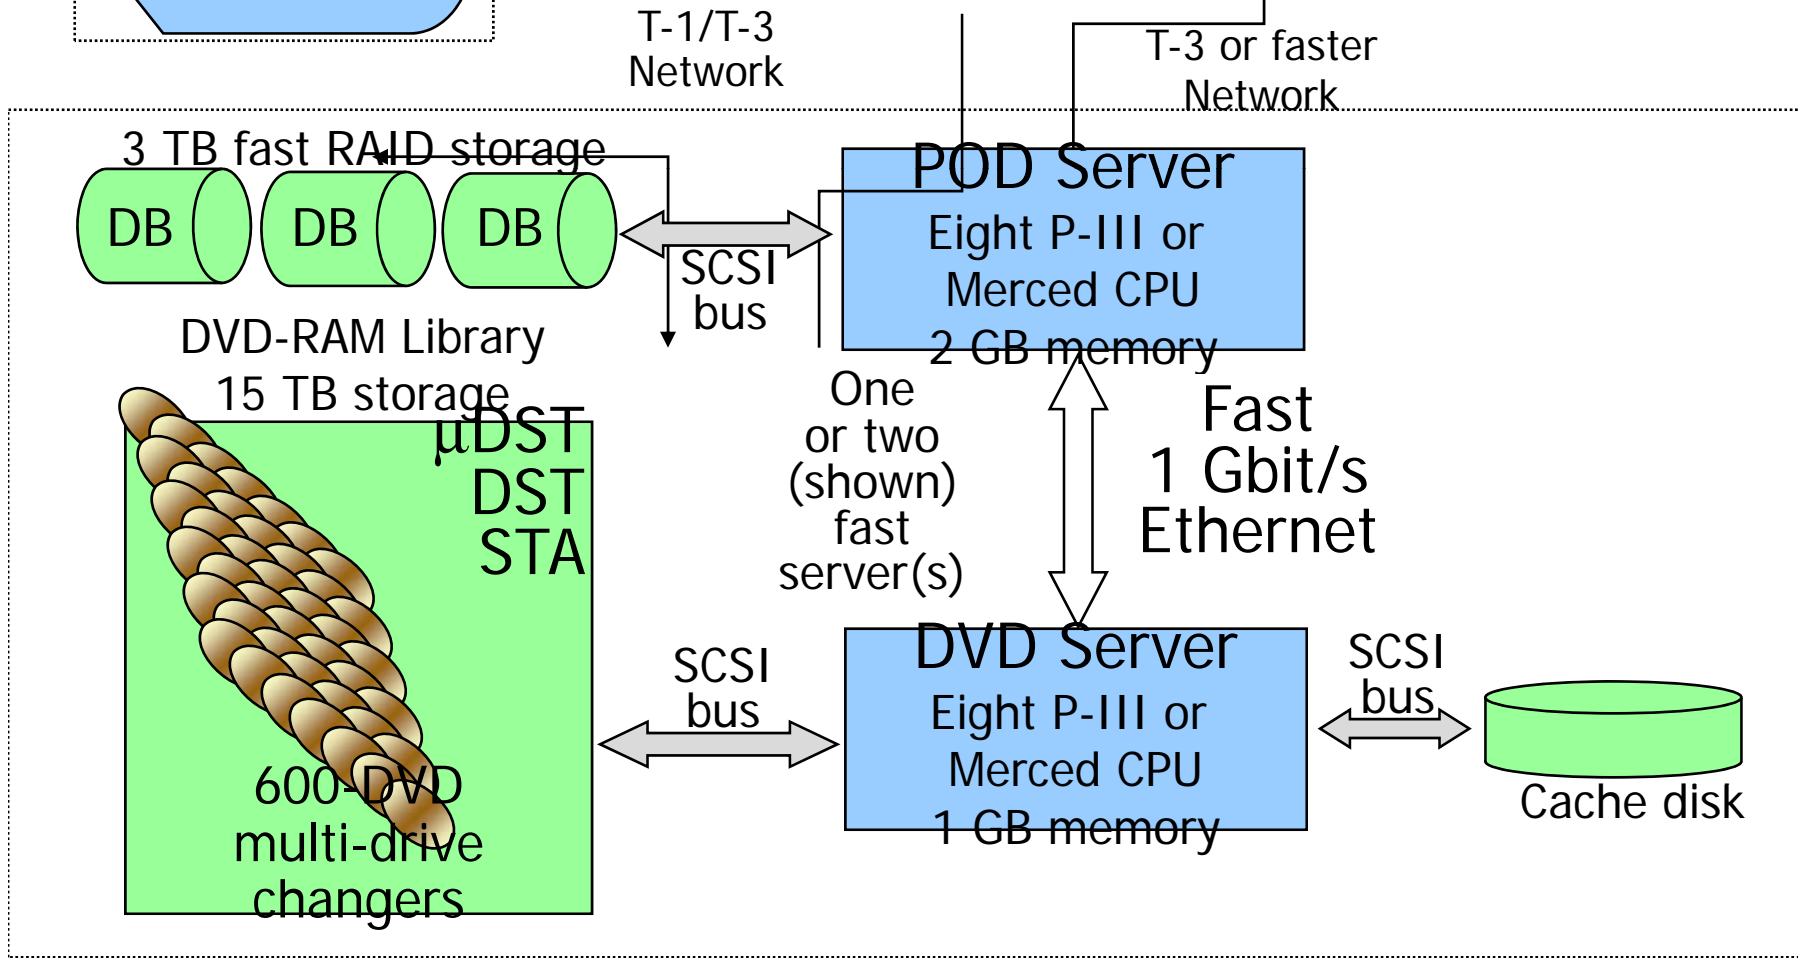 T-1/T-3
Network
T-3 or faster
Network
3 TB fast RAID storage
DB
DB
DB
SCSI
bus
POD Server
Eight P-III or
Merced CPU
2 GB memory
DVD-RAM Library
15 TB storage
µDST
DST
STA
600-DVD
multi-drive
changers
One
or two
(shown)
fast
server(s)
Fast
1 Gbit/s
Ethernet
SCSI
bus
DVD Server
Eight P-III or
Merced CPU
1 GB memory
SCSI
bus
Cache disk